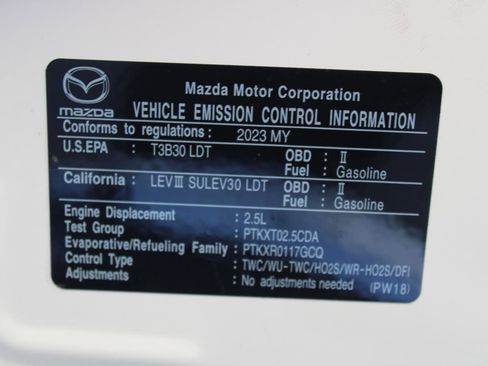 Mazda Motor Corporation
mazda VEHICLE EMISSION CONTROL INFORMATION
Conforms to regulations : 2023 MY
U.S.EPA : T3B30 LDT OBD : II
Fuel : Gasoline
California : LEV III SULEV30 LDT OBD : II
Fuel : Gasoline
Engine Displacement : 2.5L
Test Group : PTKXT02.5CDA
Evaporative/Refueling Family : PTKXR0117GCQ
Control Type : TWC/WU-TWC/HO2S/WR-HO2S/DFI
Adjustments : No adjustments needed (PW18)